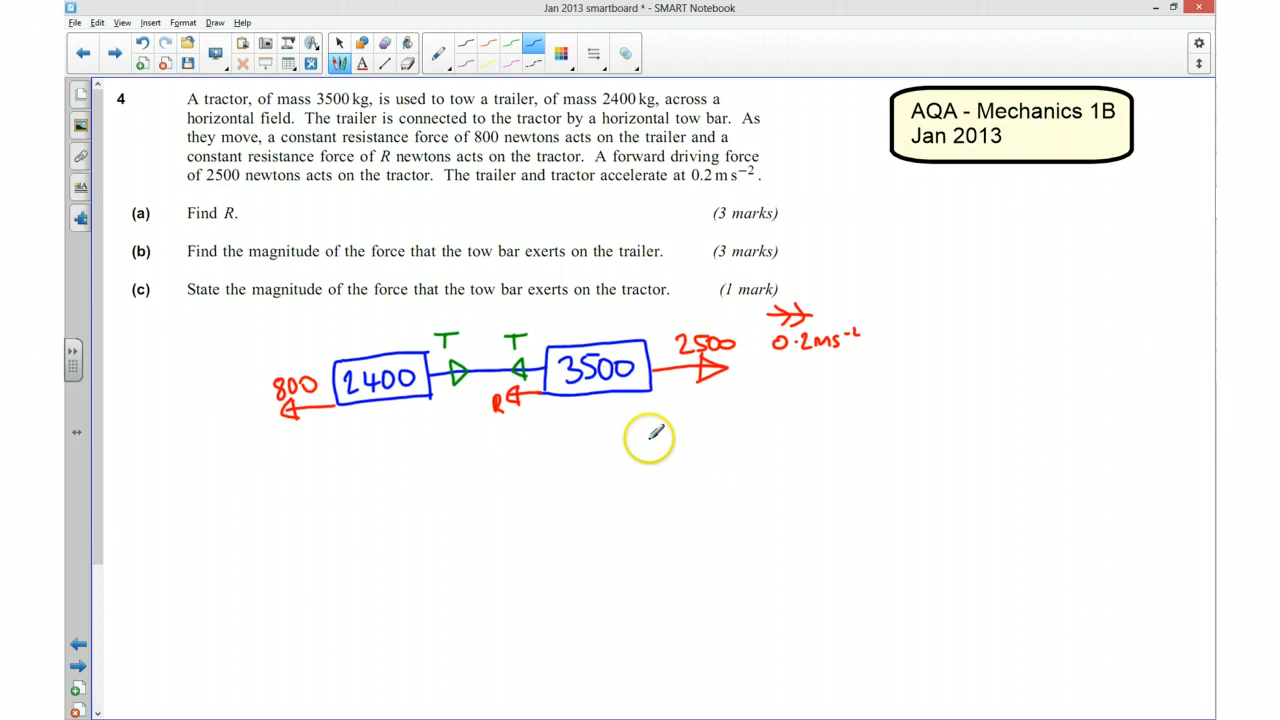 Jan 2013 smartboard * - SMART Notebook
File Edit View Insert Format Draw Help
4 A tractor, of mass 3500 kg, is used to tow a trailer, of mass 2400 kg, across a
horizontal field. The trailer is connected to the tractor by a horizontal tow bar. As
they move, a constant resistance force of 800 newtons acts on the trailer and a
constant resistance force of R newtons acts on the tractor. A forward driving force
of 2500 newtons acts on the tractor. The trailer and tractor accelerate at 0.2 m s⁻².
(a) Find R. (3 marks)
(b) Find the magnitude of the force that the tow bar exerts on the trailer. (3 marks)
(c) State the magnitude of the force that the tow bar exerts on the tractor. (1 mark)
AQA - Mechanics 1B
Jan 2013
T T 2500 0.2ms⁻²
800 2400 R 3500